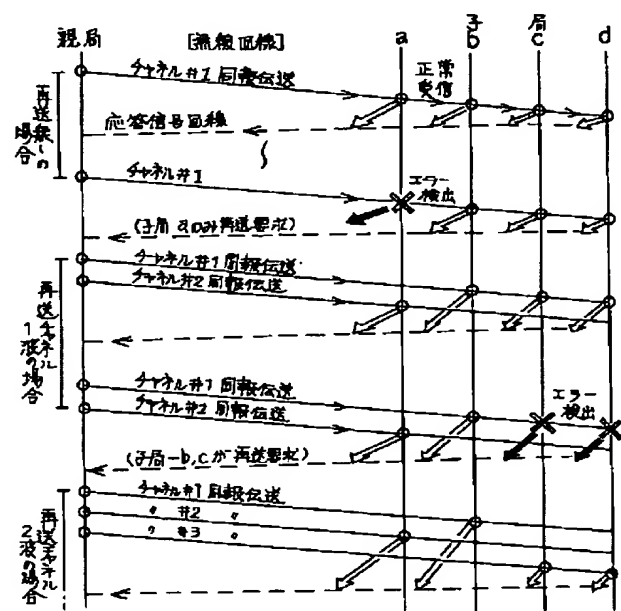 親局
[無線回線]
子局
a
b
c
d
チャネル#1 同報伝送
正常
受信
応答信号回線
再送無しの
場合
チャネル#1
エラー
検出
(子局 aのみ再送要求)
チャネル#1 同報伝送
チャネル#2 同報伝送
再送チャネル
1波の場合
チャネル#1 同報伝送
チャネル#2 同報伝送
エラー
検出
(子局-b,cが再送要求)
チャネル#1 同報伝送
〃 #2 〃
〃 #3 〃
再送チャネル
2波の場合